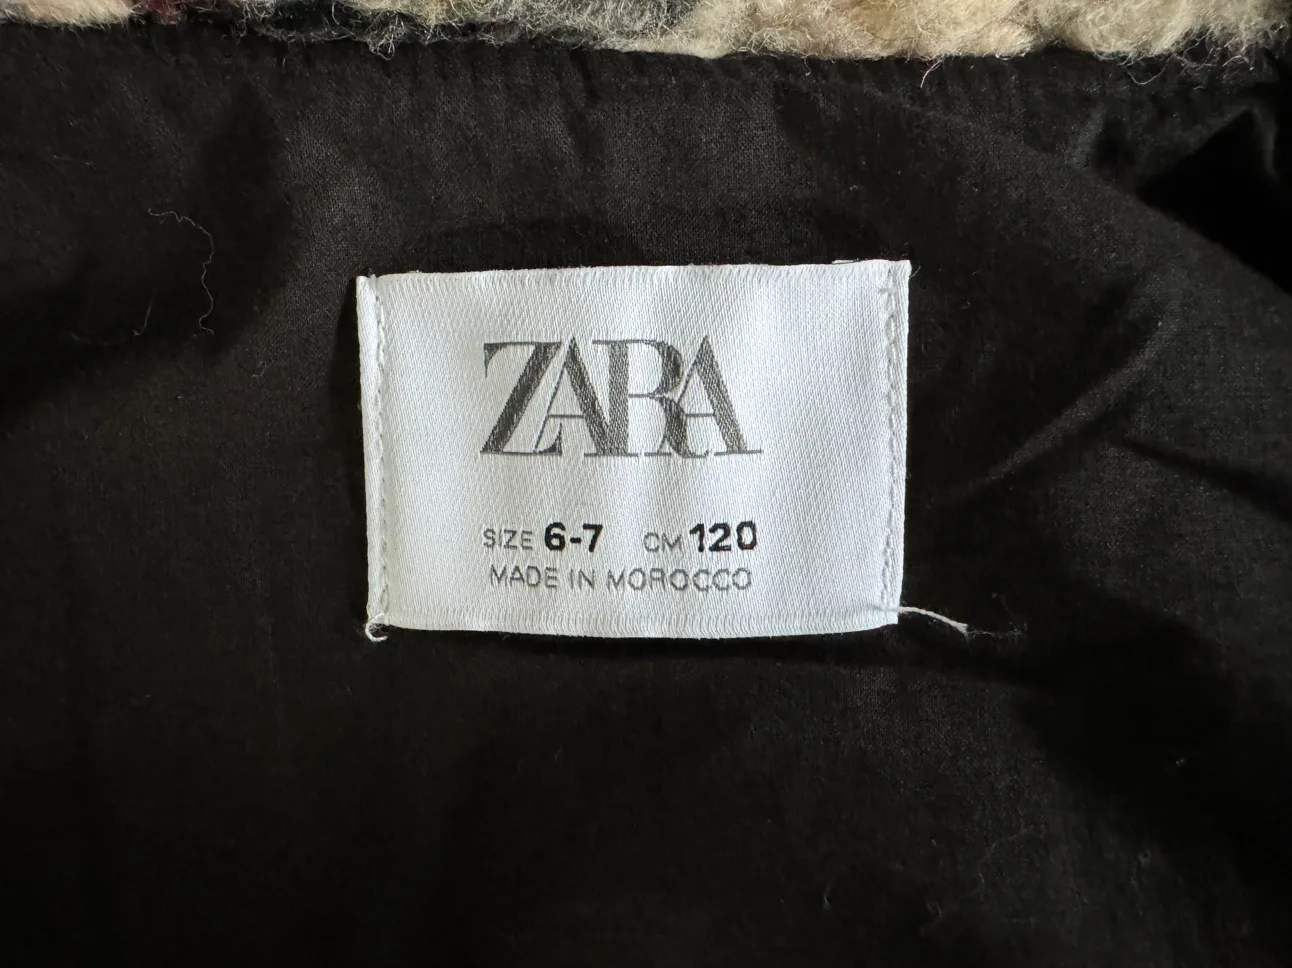 ZARA
SIZE 6-7 CM 120
MADE IN MOROCCO